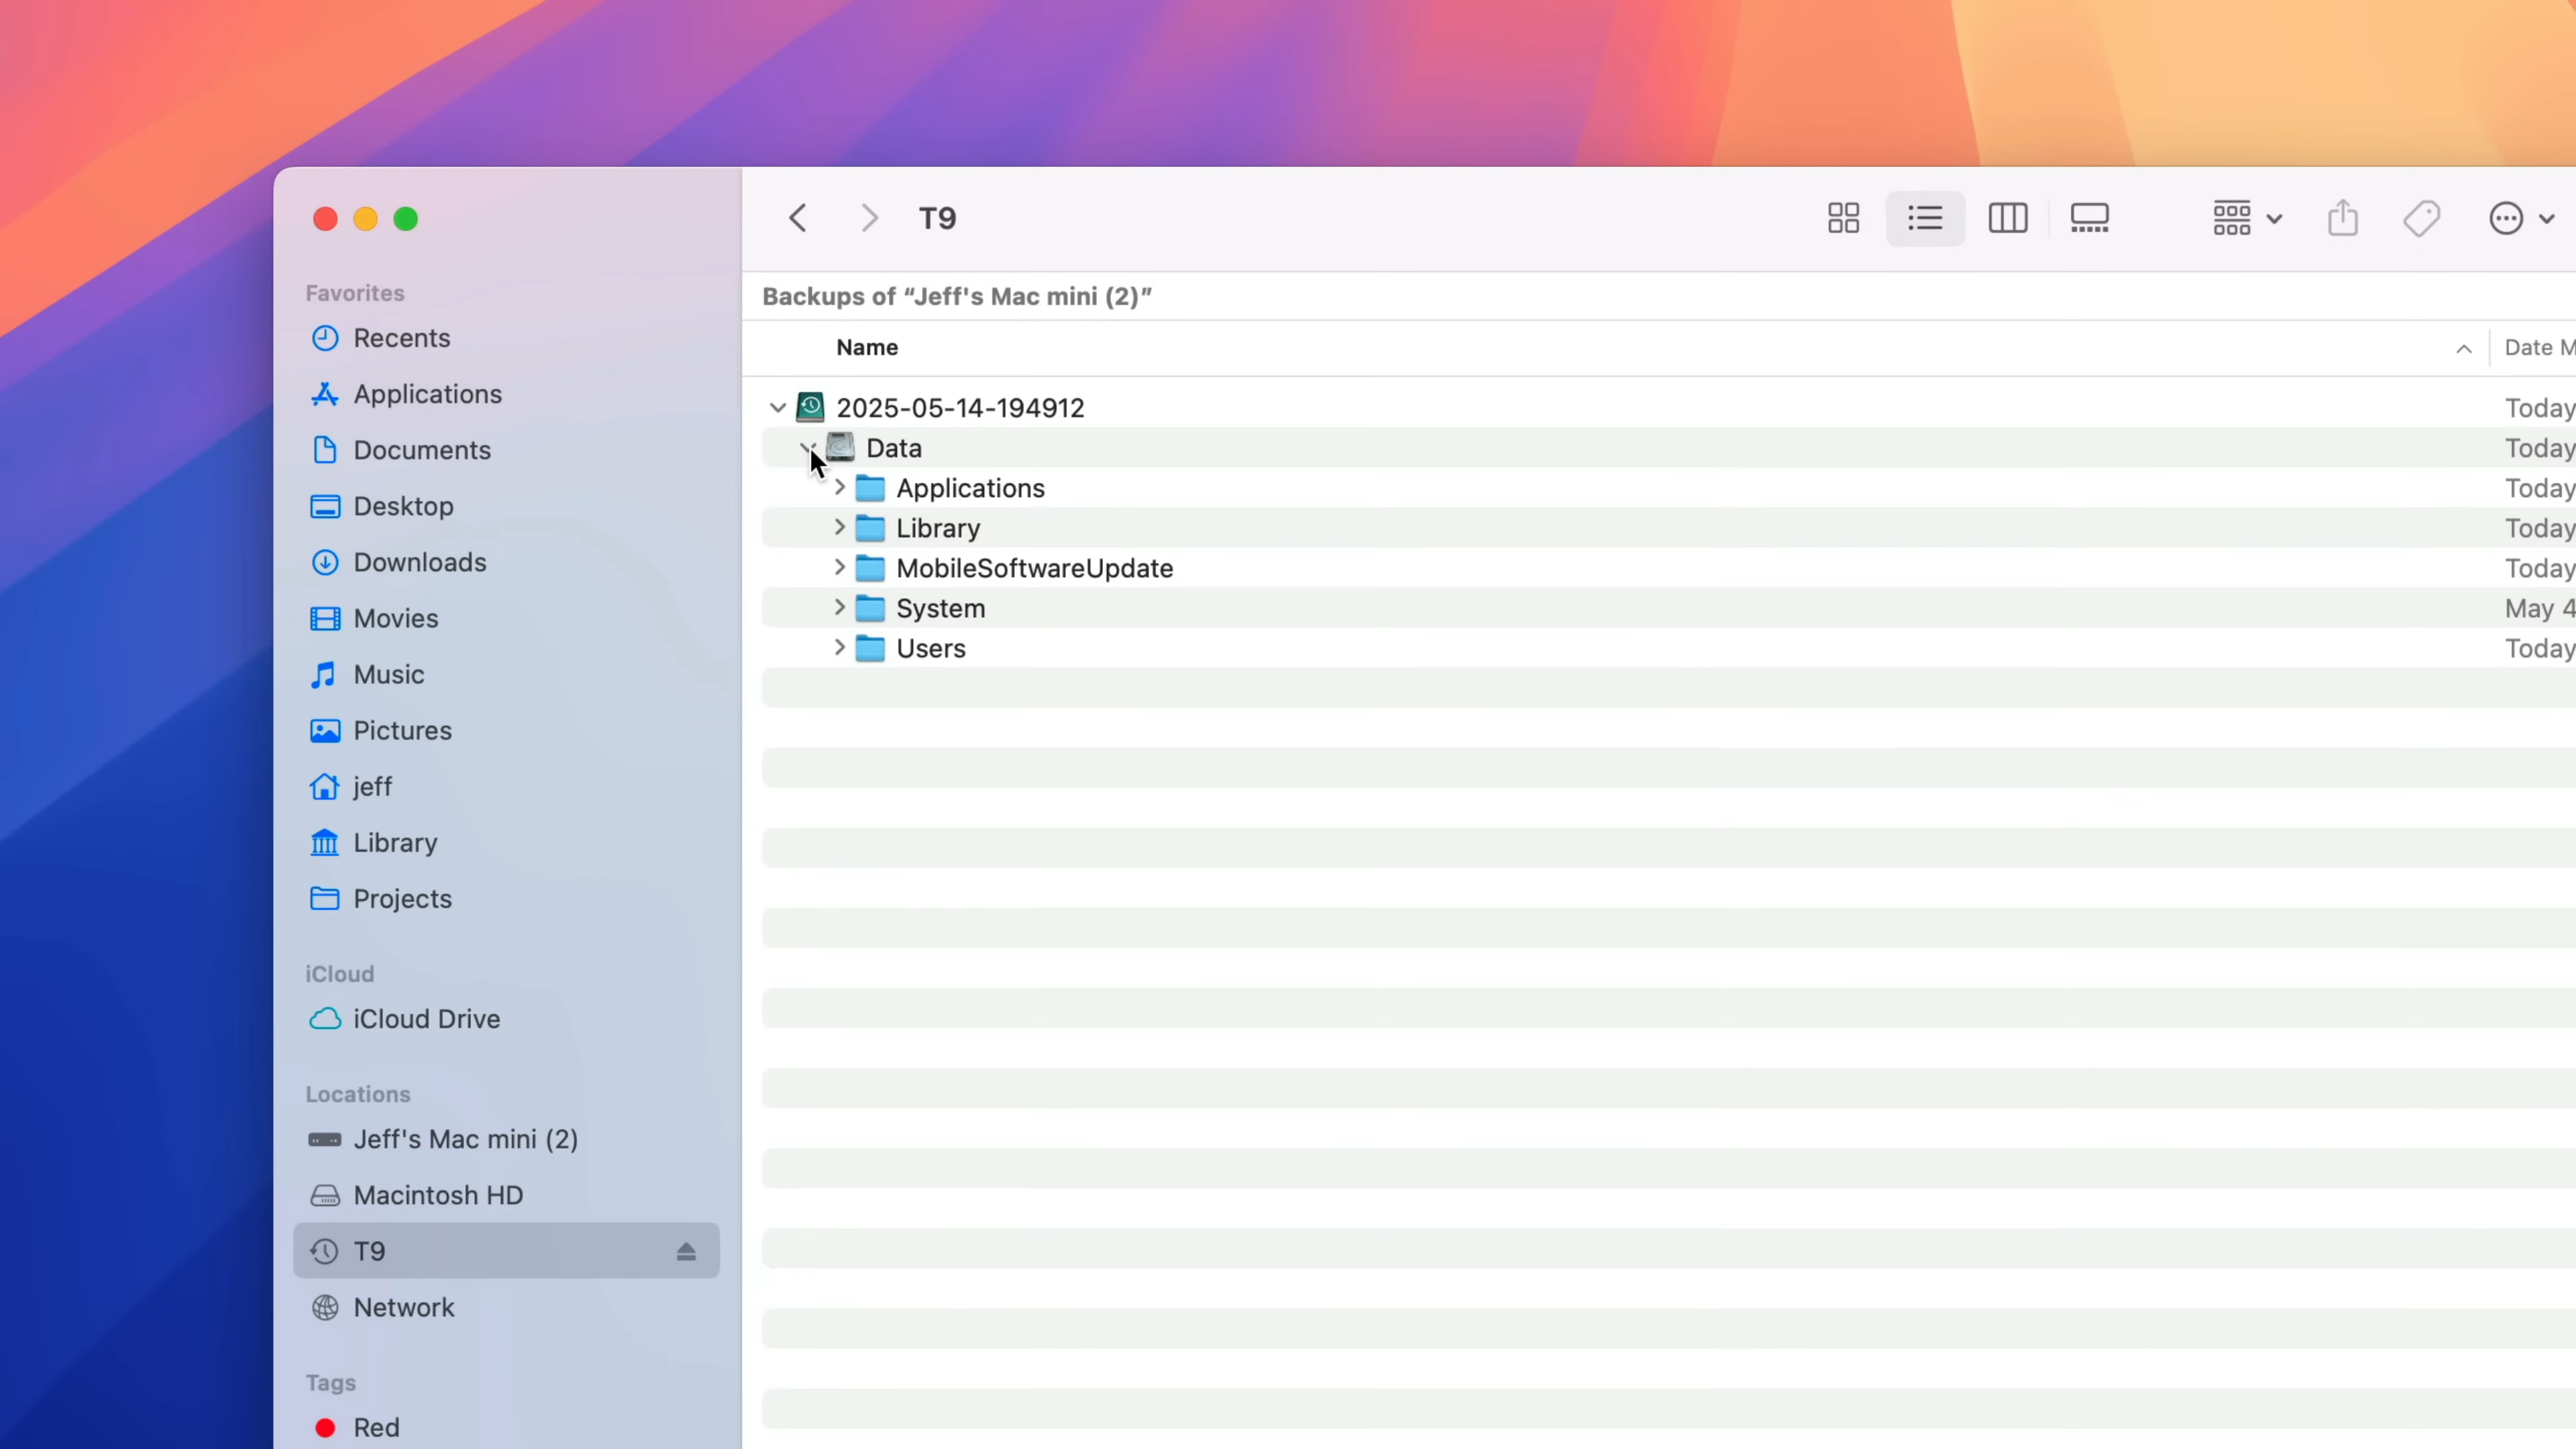 T9
Favorites
Recents
Applications
Documents
Desktop
Downloads
Movies
Music
Pictures
jeff
Library
Projects
iCloud
iCloud Drive
Locations
Jeff's Mac mini (2)
Macintosh HD
T9
Network
Tags
Red
Backups of “Jeff's Mac mini (2)”
Name Date M
2025-05-14-194912 Today
Data Today
Applications Today
Library Today
MobileSoftwareUpdate Today
System May 4
Users Today